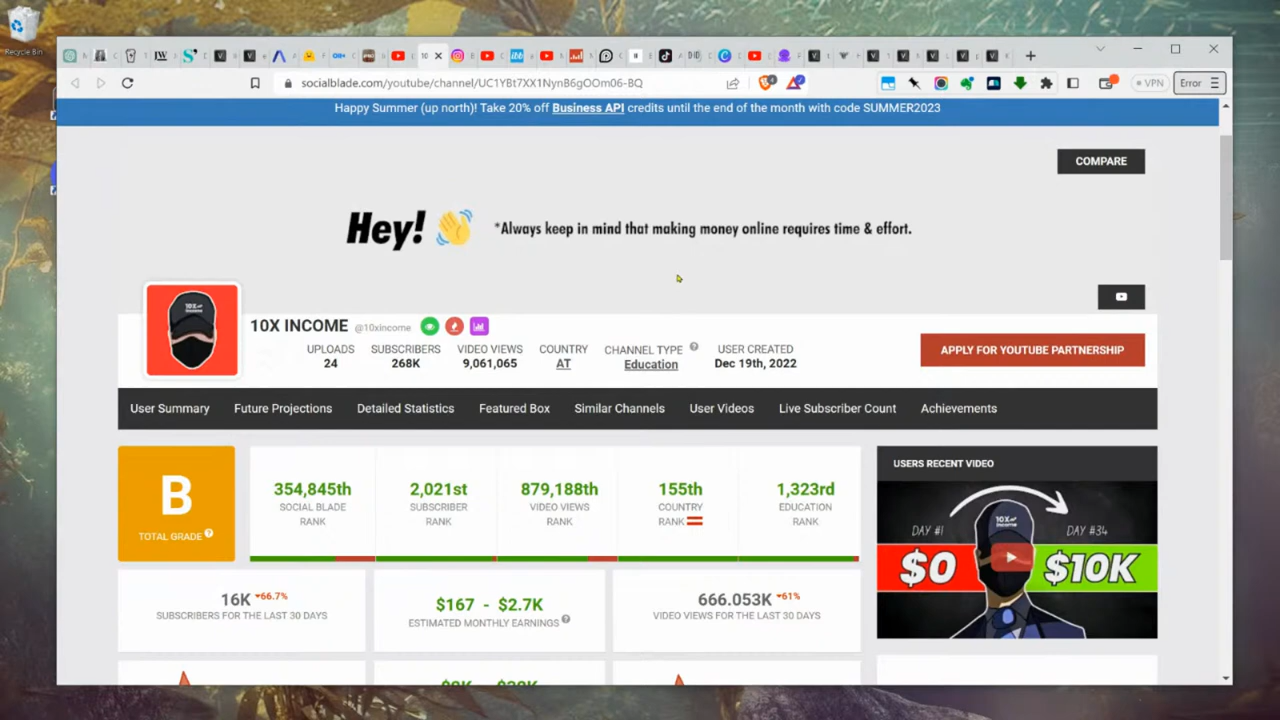 Recycle Bin
socialblade.com/youtube/channel/UC1YBt7XX1NynB6gOOm06-BQ
VPN
Error
Happy Summer (up north)! Take 20% off Business API credits until the end of the month with code SUMMER2023
COMPARE
Hey! 👋 *Always keep in mind that making money online requires time & effort.
10X INCOME @10xincome
UPLOADS SUBSCRIBERS VIDEO VIEWS COUNTRY CHANNEL TYPE USER CREATED
24 268K 9,061,065 AT Education Dec 19th, 2022
APPLY FOR YOUTUBE PARTNERSHIP
User Summary Future Projections Detailed Statistics Featured Box Similar Channels User Videos Live Subscriber Count Achievements
B
TOTAL GRADE
354,845th
SOCIAL BLADE
RANK
2,021st
SUBSCRIBER
RANK
879,188th
VIDEO VIEWS
RANK
155th
COUNTRY
RANK
1,323rd
EDUCATION
RANK
USERS RECENT VIDEO
10X
INCOME
DAY #1
DAY #34
$0
$10K
16K 66.7%
SUBSCRIBERS FOR THE LAST 30 DAYS
$167 - $2.7K
ESTIMATED MONTHLY EARNINGS
666.053K 61%
VIDEO VIEWS FOR THE LAST 30 DAYS